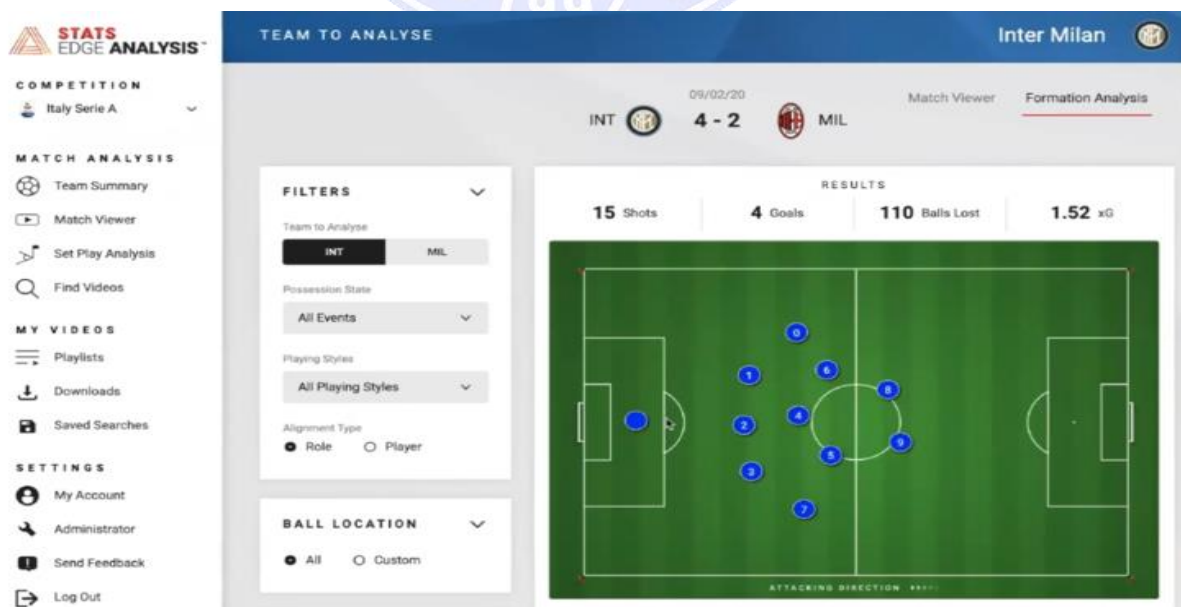 STATS
EDGE ANALYSIS
TEAM TO ANALYSE
Inter Milan
COMPETITION
Italy Serie A
MATCH ANALYSIS
Team Summary
Match Viewer
Set Play Analysis
Find Videos
MY VIDEOS
Playlists
Downloads
Saved Searches
SETTINGS
My Account
Administrator
Send Feedback
Log Out
09/02/20
INT 4 - 2 MIL
Match Viewer Formation Analysis
FILTERS
Team to Analyse
INT MIL
Possession State
All Events
Playing Styles
All Playing Styles
Alignment Type
Role Player
BALL LOCATION
All Custom
RESULTS
15 Shots 4 Goals 110 Balls Lost 1.52 xG
0
6
1
8
4
2
9
5
3
7
ATTACKING DIRECTION